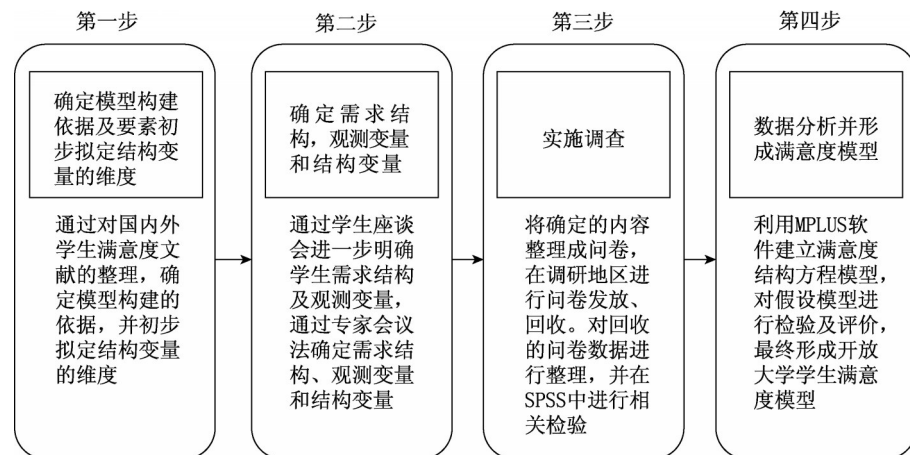 第一步
确定模型构建
依据及要素初
步拟定结构变
量的维度
通过对国内外
学生满意度文
献的整理，确
定模型构建的
依据，并初步
拟定结构变量
的维度
第二步
确定需求结
构，观测变量
和结构变量
通过学生座谈
会进一步明确
学生需求结构
及观测变量，
通过专家会议
法确定需求结
构、观测变量
和结构变量
第三步
实施调查
将确定的内容
整理成问卷，
在调研地区进
行问卷发放、
回收。对回收
的问卷数据进
行整理，并在
SPSS中进行相
关检验
第四步
数据分析并形
成满意度模型
利用MPLUS软
件建立满意度
结构方程模型，
对假设模型进
行检验及评价，
最终形成开放
大学学生满意
度模型